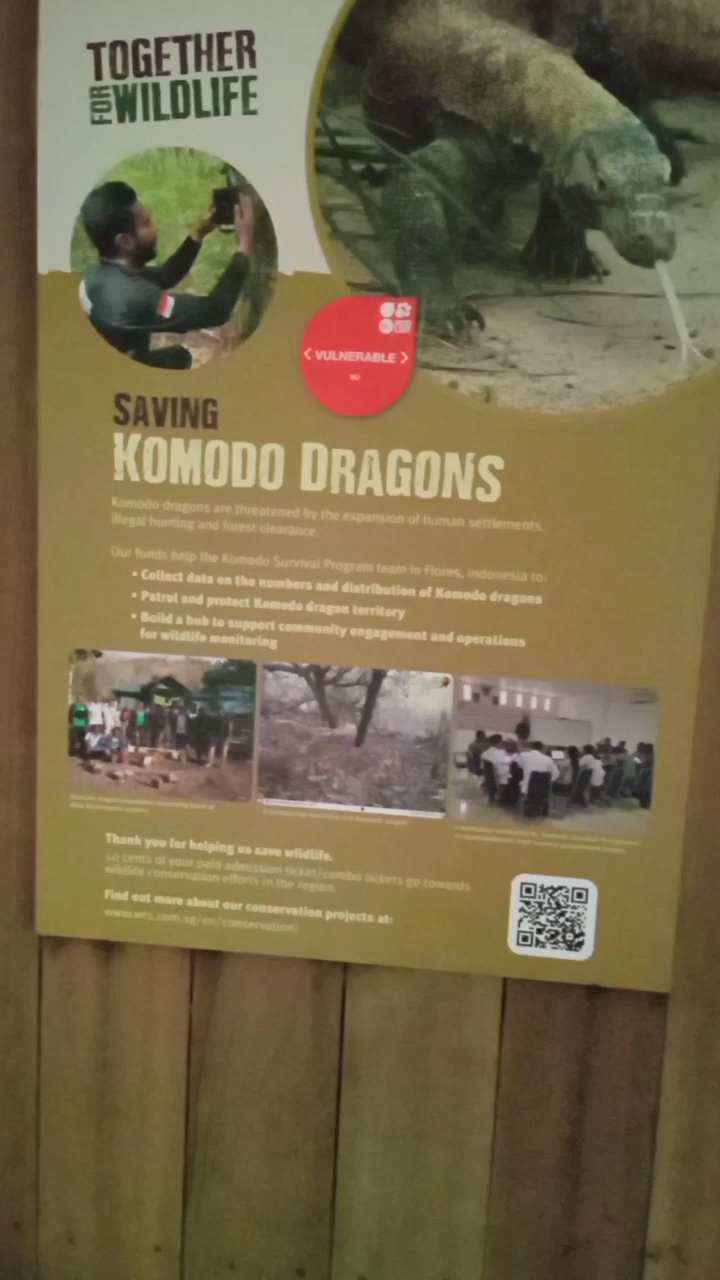 TOGETHER
FOR WILDLIFE
< VULNERABLE >
VU
SAVING
KOMODO DRAGONS
Komodo dragons are threatened by the expansion of human settlements,
illegal hunting and forest clearance.
Our funds help the Komodo Survival Program team in Flores, Indonesia to:
• Collect data on the numbers and distribution of Komodo dragons
• Patrol and protect Komodo dragon territory
• Build a hub to support community engagement and operations
for wildlife monitoring
Thank you for helping us save wildlife.
50 cents of your paid admission ticket/combo tickets go towards
wildlife conservation efforts in the region.
Find out more about our conservation projects at:
www.wrs.com.sg/en/conservation/